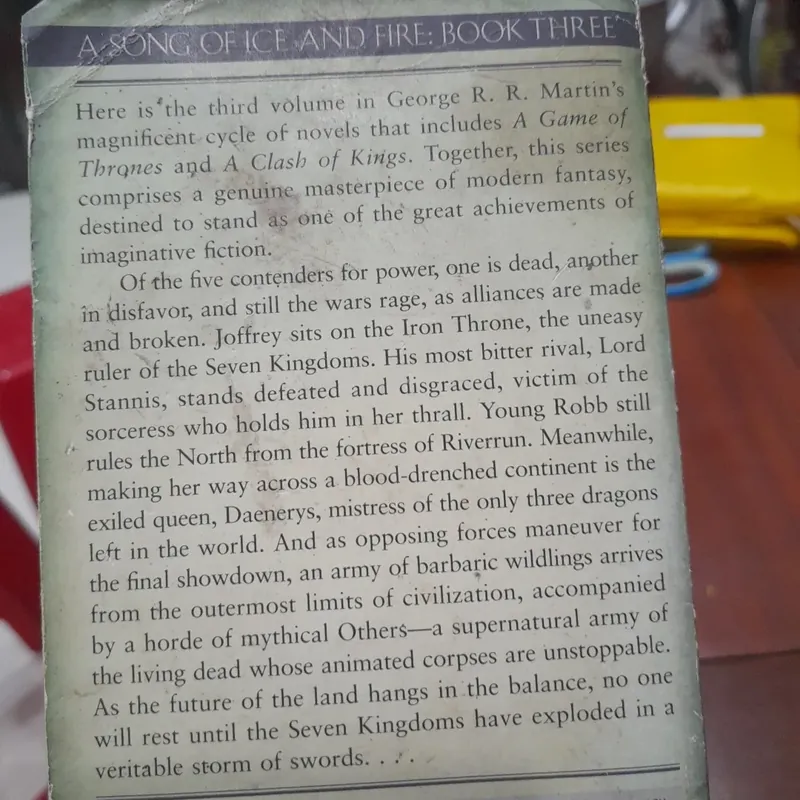 A SONG OF ICE AND FIRE: BOOK THREE
Here is the third volume in George R. R. Martin's
magnificent cycle of novels that includes A Game of
Thrones and A Clash of Kings. Together, this series
comprises a genuine masterpiece of modern fantasy,
destined to stand as one of the great achievements of
imaginative fiction.
Of the five contenders for power, one is dead, another
in disfavor, and still the wars rage, as alliances are made
and broken. Joffrey sits on the Iron Throne, the uneasy
ruler of the Seven Kingdoms. His most bitter rival, Lord
Stannis, stands defeated and disgraced, victim of the
sorceress who holds him in her thrall. Young Robb still
rules the North from the fortress of Riverrun. Meanwhile,
making her way across a blood-drenched continent is the
exiled queen, Daenerys, mistress of the only three dragons
left in the world. And as opposing forces maneuver for
the final showdown, an army of barbaric wildlings arrives
from the outermost limits of civilization, accompanied
by a horde of mythical Others—a supernatural army of
the living dead whose animated corpses are unstoppable.
As the future of the land hangs in the balance, no one
will rest until the Seven Kingdoms have exploded in a
veritable storm of swords. . . .